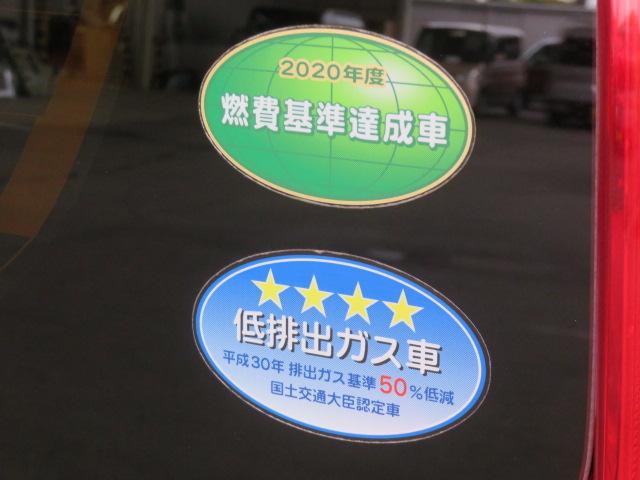 2020年度
燃費基準達成車
低排出ガス車
平成30年 排出ガス基準50%低減
国土交通大臣認定車